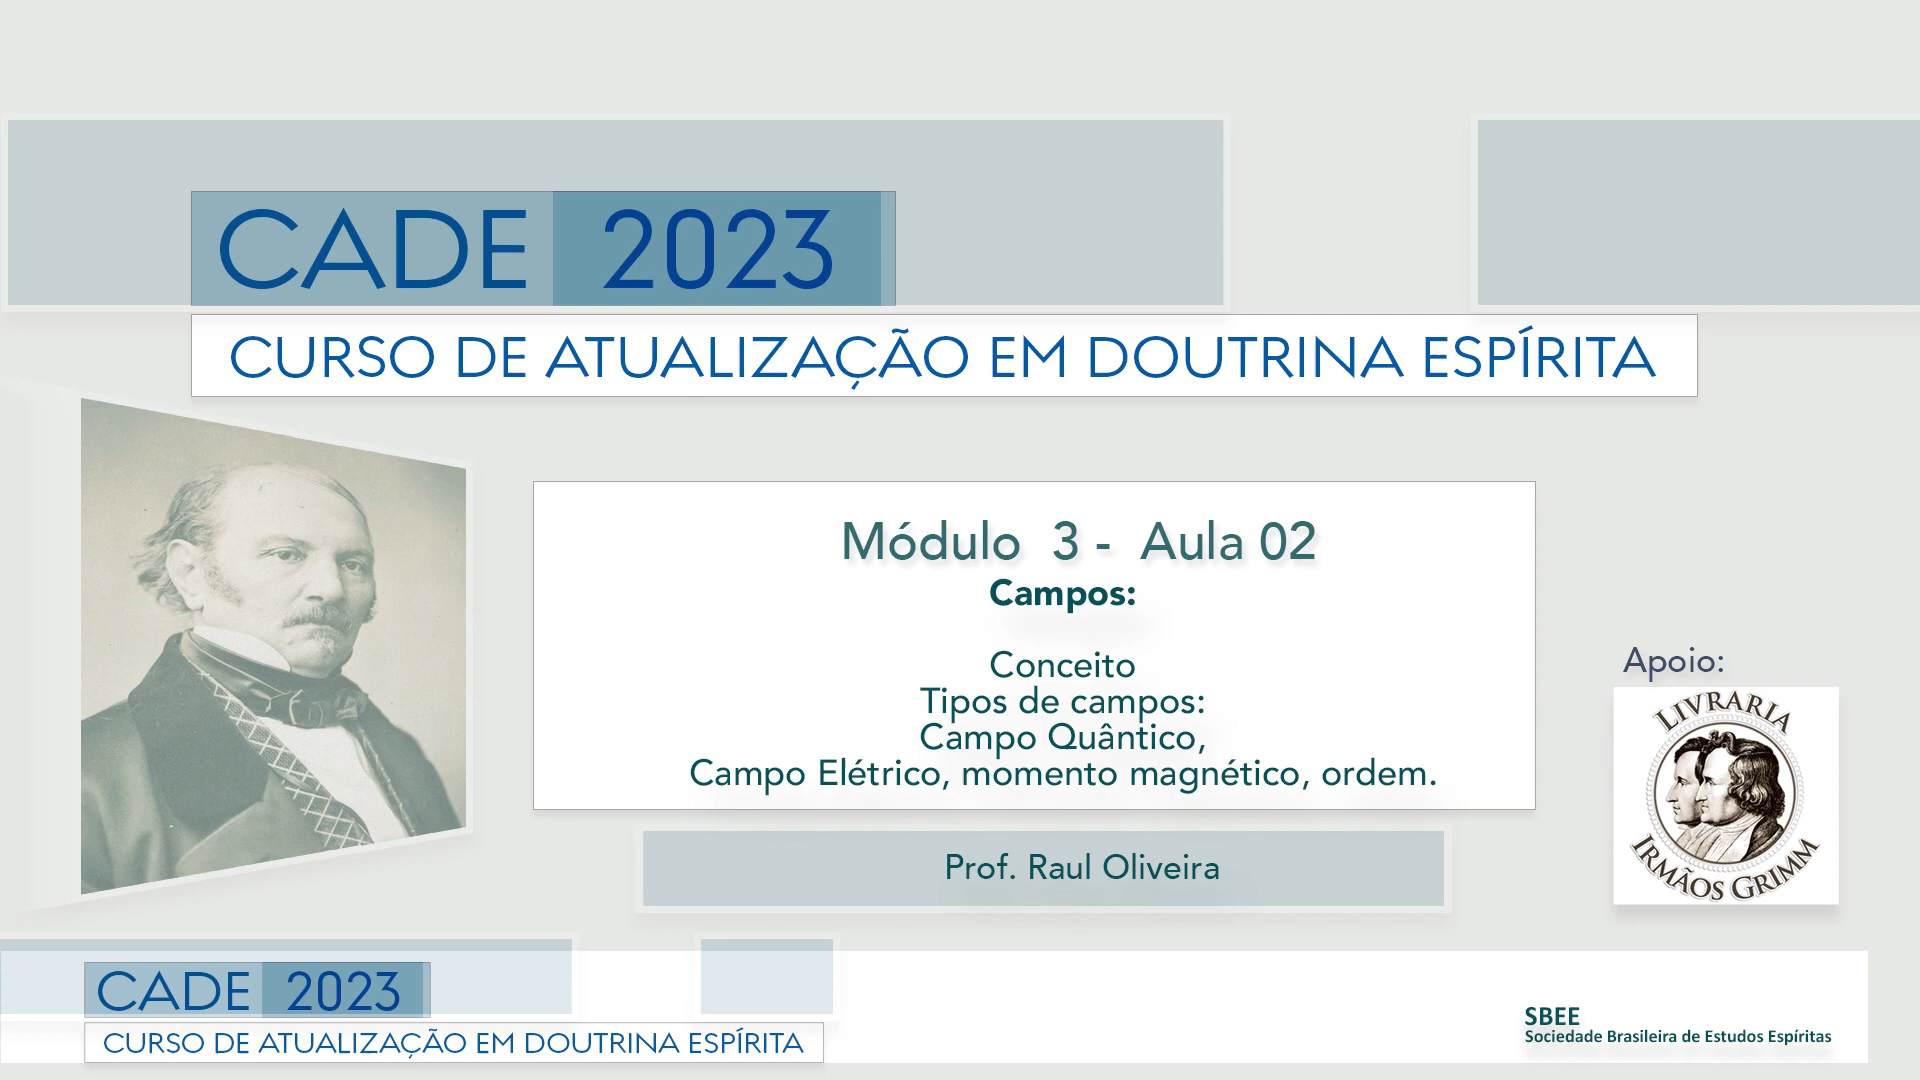 CADE 2023
CURSO DE ATUALIZAÇÃO EM DOUTRINA ESPÍRITA
Módulo 3 - Aula 02
Campos:
Conceito
Tipos de campos:
Campo Quântico,
Campo Elétrico, momento magnético, ordem.
Prof. Raul Oliveira
Apoio:
LIVRARIA
IRMÃOS GRIMM
CADE 2023
CURSO DE ATUALIZAÇÃO EM DOUTRINA ESPÍRITA
SBEE
Sociedade Brasileira de Estudos Espíritas